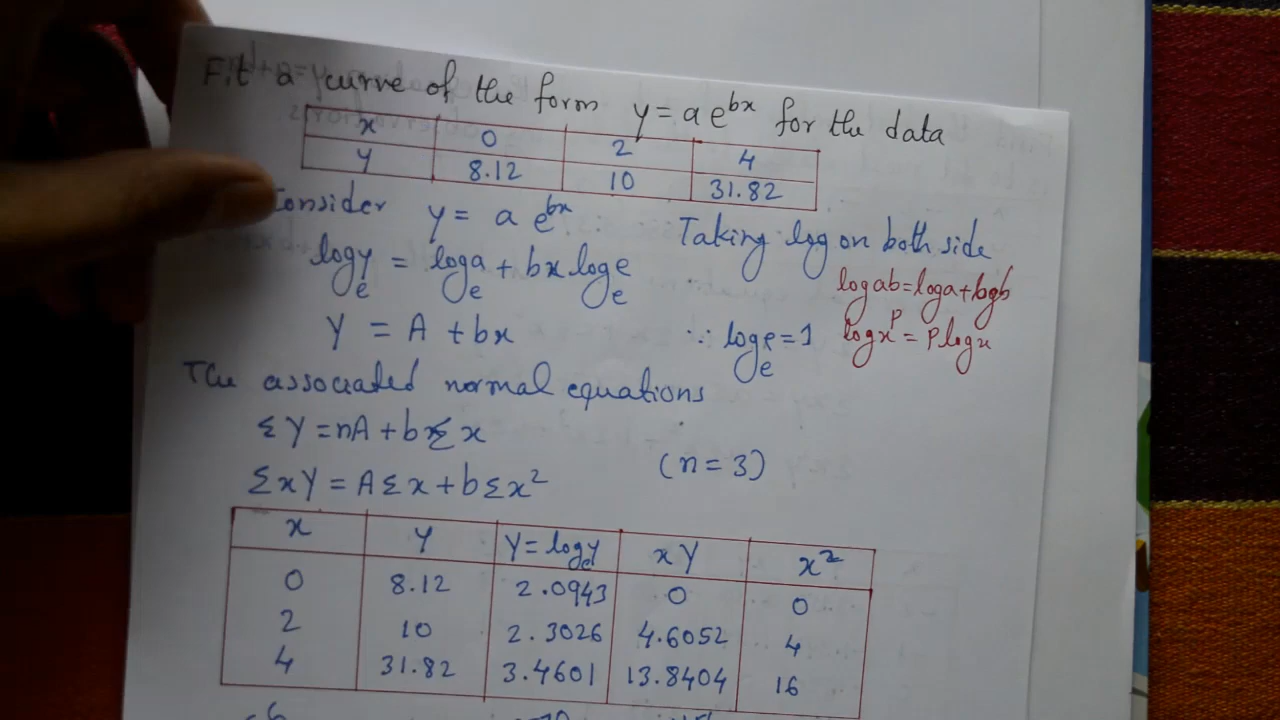 Fit a curve of the form y = a e^bx for the data
x 0 2 4
y 8.12 10 31.82
Consider y = a e^bx Taking log on both side
log_e y = log_e a + bx log_e e log ab = log a + log b
Y = A + bx ∵ log_e e = 1 log x^p = p log x
The associated normal equations
ΣY = nA + b Σx
ΣxY = AΣx + bΣx² (n = 3)
x y Y = log_e y xY x²
0 8.12 2.0943 0 0
2 10 2.3026 4.6052 4
4 31.82 3.4601 13.8404 16